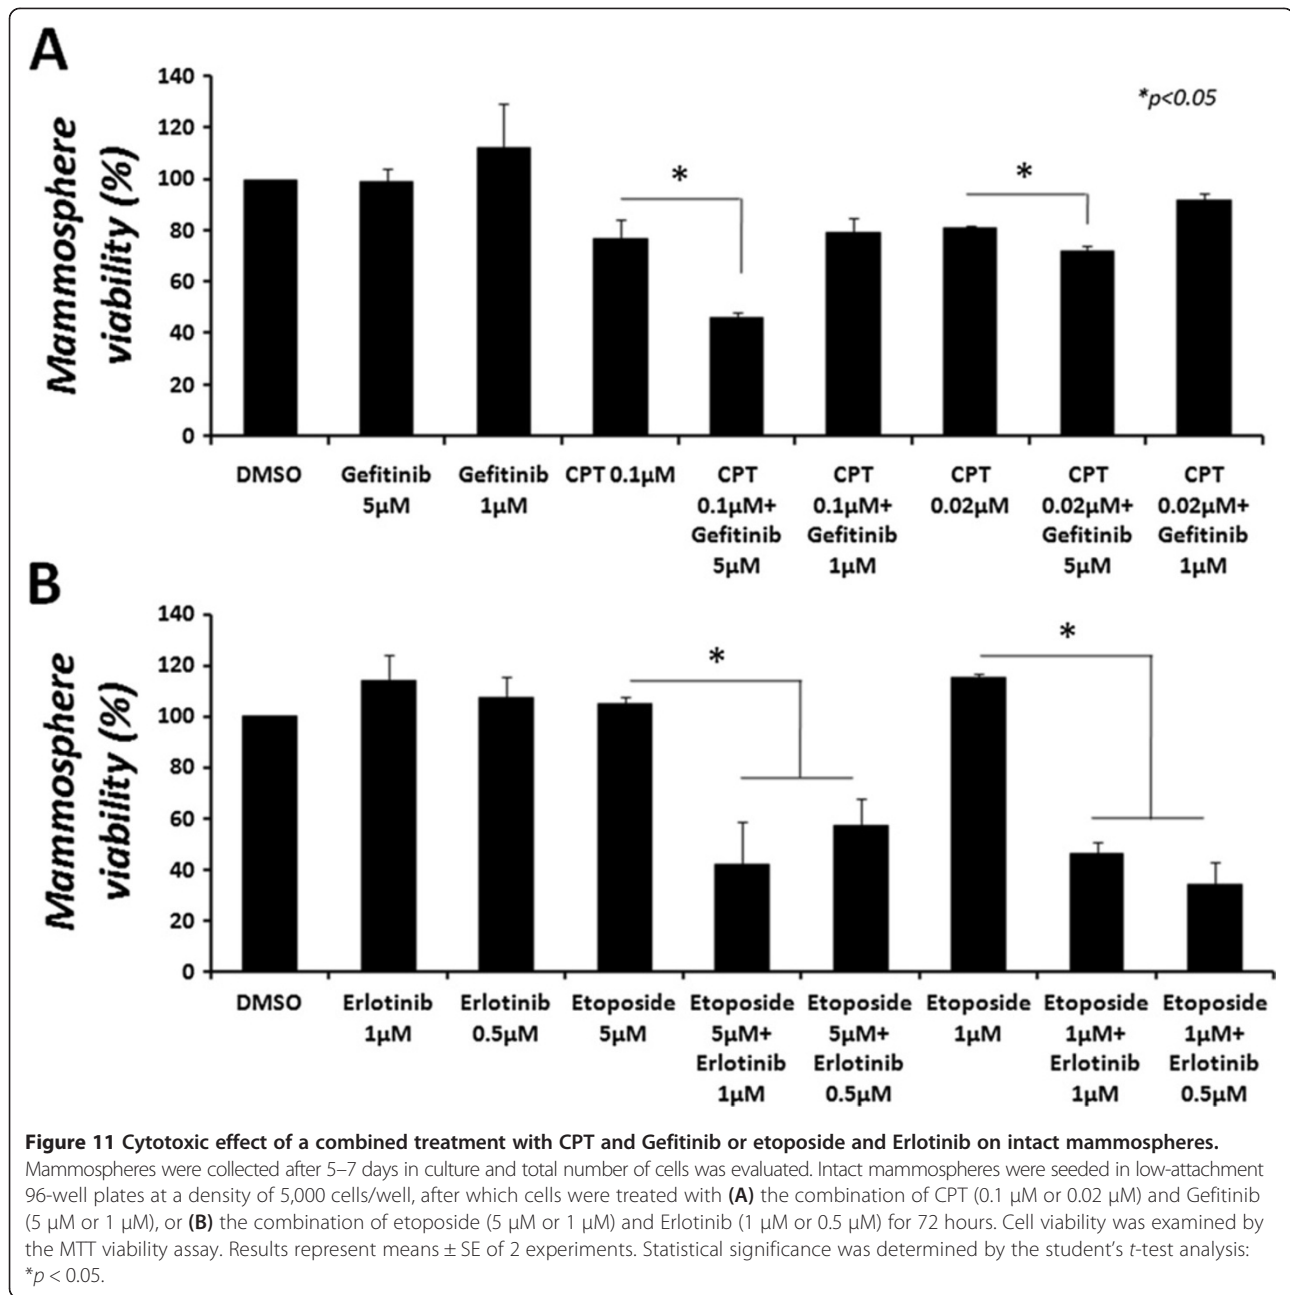 A
Mammosphere
viability (%)
140
120
100
80
60
40
20
0
*p<0.05
*
*
DMSO
Gefitinib
5µM
Gefitinib
1µM
CPT 0.1µM
CPT
0.1µM+
Gefitinib
5µM
CPT
0.1µM+
Gefitinib
1µM
CPT
0.02µM
CPT
0.02µM+
Gefitinib
5µM
CPT
0.02µM+
Gefitinib
1µM
B
Mammosphere
viability (%)
140
120
100
80
60
40
20
0
*
*
DMSO
Erlotinib
1µM
Erlotinib
0.5µM
Etoposide
5µM
Etoposide
5µM+
Erlotinib
1µM
Etoposide
5µM+
Erlotinib
0.5µM
Etoposide
1µM
Etoposide
1µM+
Erlotinib
1µM
Etoposide
1µM+
Erlotinib
0.5µM
Figure 11 Cytotoxic effect of a combined treatment with CPT and Gefitinib or etoposide and Erlotinib on intact mammospheres.
Mammospheres were collected after 5–7 days in culture and total number of cells was evaluated. Intact mammospheres were seeded in low-attachment
96-well plates at a density of 5,000 cells/well, after which cells were treated with (A) the combination of CPT (0.1 µM or 0.02 µM) and Gefitinib
(5 µM or 1 µM), or (B) the combination of etoposide (5 µM or 1 µM) and Erlotinib (1 µM or 0.5 µM) for 72 hours. Cell viability was examined by
the MTT viability assay. Results represent means ± SE of 2 experiments. Statistical significance was determined by the student's t-test analysis:
*p < 0.05.